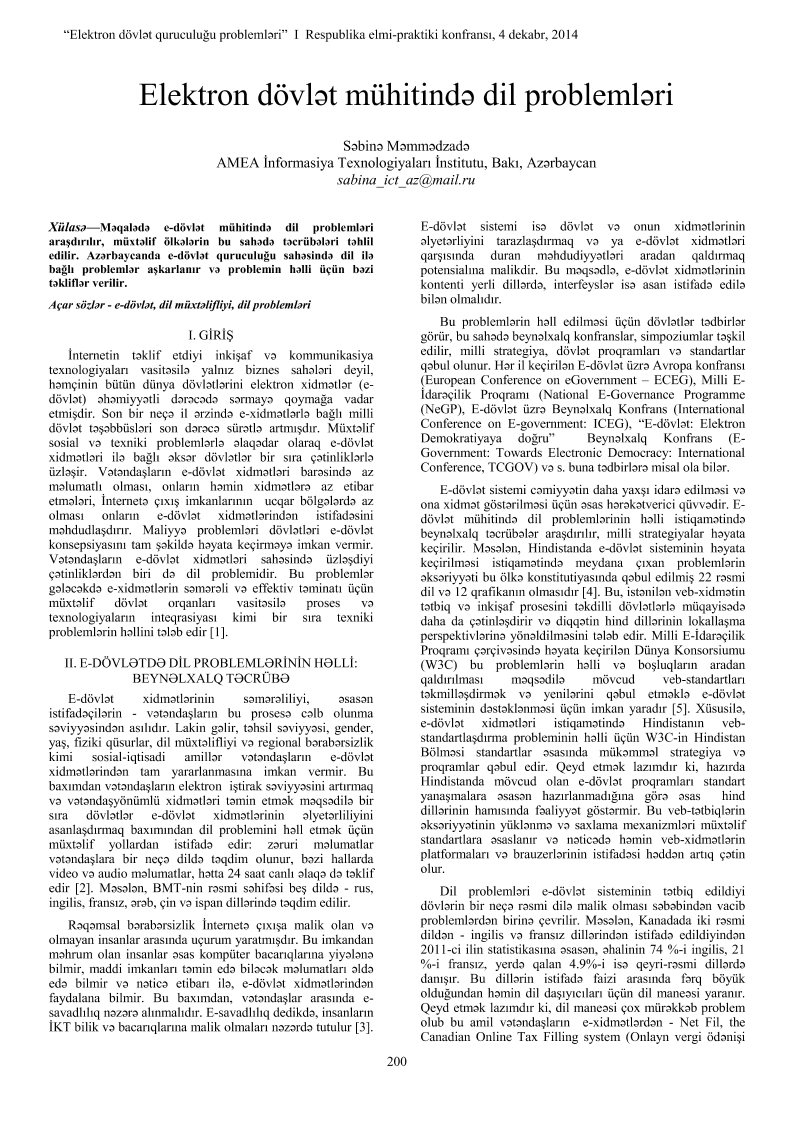 “Elektron dövlət quruculuğu problemləri” I Respublika elmi-praktiki konfransı, 4 dekabr, 2014
Elektron dövlət mühitində dil problemləri
Səbinə Məmmədzadə
AMEA İnformasiya Texnologiyaları İnstitutu, Bakı, Azərbaycan
sabina_ict_az@mail.ru
Xülasə—Məqalədə e-dövlət mühitində dil problemləri
araşdırılır, müxtəlif ölkələrin bu sahədə təcrübələri təhlil
edilir. Azərbaycanda e-dövlət quruculuğu sahəsində dil ilə
bağlı problemlər aşkarlanır və problemin həlli üçün bəzi
təkliflər verilir.
Açar sözlər - e-dövlət, dil müxtəlifliyi, dil problemləri
I. GİRİŞ
İnternetin təklif etdiyi inkişaf və kommunikasiya
texnologiyaları vasitəsilə yalnız biznes sahələri deyil,
həmçinin bütün dünya dövlətlərini elektron xidmətlər (e-
dövlət) əhəmiyyətli dərəcədə sərmayə qoymağa vadar
etmişdir. Son bir neçə il ərzində e-xidmətlərlə bağlı milli
dövlət təşəbbüsləri son dərəcə sürətlə artmışdır. Müxtəlif
sosial və texniki problemlərlə əlaqədar olaraq e-dövlət
xidmətləri ilə bağlı əksər dövlətlər bir sıra çətinliklərlə
üzləşir. Vətəndaşların e-dövlət xidmətləri barəsində az
məlumatlı olması, onların həmin xidmətlərə az etibar
etmələri, İnternetə çıxış imkanlarının ucqar bölgələrdə az
olması onların e-dövlət xidmətlərindən istifadəsini
məhdudlaşdırır. Maliyyə problemləri dövlətləri e-dövlət
konsepsiyasını tam şəkildə həyata keçirməyə imkan vermir.
Vətəndaşların e-dövlət xidmətləri sahəsində üzləşdiyi
çətinliklərdən biri də dil problemidir. Bu problemlər
gələcəkdə e-xidmətlərin səmərəli və effektiv təminatı üçün
müxtəlif dövlət orqanları vasitəsilə proses və
texnologiyaların inteqrasiyası kimi bir sıra texniki
problemlərin həllini tələb edir [1].
II. E-DÖVLƏTDƏ DİL PROBLEMLƏRİNİN HƏLLİ:
BEYNƏLXALQ TƏCRÜBƏ
E-dövlət xidmətlərinin səmərəliliyi, əsasən
istifadəçilərin - vətəndaşların bu prosesə cəlb olunma
səviyyəsindən asılıdır. Lakin gəlir, təhsil səviyyəsi, gender,
yaş, fiziki qüsurlar, dil müxtəlifliyi və regional bərabərsizlik
kimi sosial-iqtisadi amillər vətəndaşların e-dövlət
xidmətlərindən tam yararlanmasına imkan vermir. Bu
baxımdan vətəndaşların elektron iştirak səviyyəsini artırmaq
və vətəndaşyönümlü xidmətləri təmin etmək məqsədilə bir
sıra dövlətlər e-dövlət xidmətlərinin əlyetərliliyini
asanlaşdırmaq baxımından dil problemini həll etmək üçün
müxtəlif yollardan istifadə edir: zəruri məlumatlar
vətəndaşlara bir neçə dildə təqdim olunur, bəzi hallarda
video və audio məlumatlar, hətta 24 saat canlı əlaqə də təklif
edir [2]. Məsələn, BMT-nin rəsmi səhifəsi beş dildə - rus,
ingilis, fransız, ərəb, çin və ispan dillərində təqdim edilir.
Rəqəmsal bərabərsizlik İnternetə çıxışa malik olan və
olmayan insanlar arasında uçurum yaratmışdır. Bu imkandan
məhrum olan insanlar əsas kompüter bacarıqlarına yiyələnə
bilmir, maddi imkanları təmin edə biləcək məlumatları əldə
edə bilmir və nəticə etibarı ilə, e-dövlət xidmətlərindən
faydalana bilmir. Bu baxımdan, vətəndaşlar arasında e-
savadlılıq nəzərə alınmalıdır. E-savadlılıq dedikdə, insanların
İKT bilik və bacarıqlarına malik olmaları nəzərdə tutulur [3].
E-dövlət sistemi isə dövlət və onun xidmətlərinin
əlyetərliyini tarazlaşdırmaq və ya e-dövlət xidmətləri
qarşısında duran məhdudiyyətləri aradan qaldırmaq
potensialına malikdir. Bu məqsədlə, e-dövlət xidmətlərinin
kontenti yerli dillərdə, interfeyslər isə asan istifadə edilə
bilən olmalıdır.
Bu problemlərin həll edilməsi üçün dövlətlər tədbirlər
görür, bu sahədə beynəlxalq konfranslar, simpoziumlar təşkil
edilir, milli strategiya, dövlət proqramları və standartlar
qəbul olunur. Hər il keçirilən E-dövlət üzrə Avropa konfransı
(European Conference on eGovernment – ECEG), Milli E-
İdarəçilik Proqramı (National E-Governance Programme
(NeGP), E-dövlət üzrə Beynəlxalq Konfrans (International
Conference on E-government: ICEG), “E-dövlət: Elektron
Demokratiyaya doğru” Beynəlxalq Konfrans (E-
Government: Towards Electronic Democracy: International
Conference, TCGOV) və s. buna tədbirlərə misal ola bilər.
E-dövlət sistemi cəmiyyətin daha yaxşı idarə edilməsi və
ona xidmət göstərilməsi üçün əsas hərəkətverici qüvvədir. E-
dövlət mühitində dil problemlərinin həlli istiqamətində
beynəlxalq təcrübələr araşdırılır, milli strategiyalar həyata
keçirilir. Məsələn, Hindistanda e-dövlət sisteminin həyata
keçirilməsi istiqamətində meydana çıxan problemlərin
əksəriyyəti bu ölkə konstitutiyasında qəbul edilmiş 22 rəsmi
dil və 12 qrafikanın olmasıdır [4]. Bu, istənilən veb-xidmətin
tətbiq və inkişaf prosesini təkdilli dövlətlərlə müqayisədə
daha da çətinləşdirir və diqqətin hind dillərinin lokallaşma
perspektivlərinə yönəldilməsini tələb edir. Milli E-İdarəçilik
Proqramı çərçivəsində həyata keçirilən Dünya Konsorsiumu
(W3C) bu problemlərin həlli və boşluqların aradan
qaldırılması məqsədilə mövcud veb-standartları
təkmilləşdirmək və yenilərini qəbul etməklə e-dövlət
sisteminin dəstəklənməsi üçün imkan yaradır [5]. Xüsusilə,
e-dövlət xidmətləri istiqamətində Hindistanın veb-
standartlaşdırma probleminin həlli üçün W3C-in Hindistan
Bölməsi standartlar əsasında mükəmməl strategiya və
proqramlar qəbul edir. Qeyd etmək lazımdır ki, hazırda
Hindistanda mövcud olan e-dövlət proqramları standart
yanaşmalara əsasən hazırlanmadığına görə əsas hind
dillərinin hamısında fəaliyyət göstərmir. Bu veb-tətbiqlərin
əksəriyyətinin yüklənmə və saxlama mexanizmləri müxtəlif
standartlara əsaslanır və nəticədə həmin veb-xidmətlərin
platformaları və brauzerlərinin istifadəsi həddən artıq çətin
olur.
Dil problemləri e-dövlət sisteminin tətbiq edildiyi
dövlərin bir neçə rəsmi dilə malik olması səbəbindən vacib
problemlərdən birinə çevrilir. Məsələn, Kanadada iki rəsmi
dildən - ingilis və fransız dillərindən istifadə edildiyindən
2011-ci ilin statistikasına əsasən, əhalinin 74 %-i ingilis, 21
%-i fransız, yerdə qalan 4.9%-i isə qeyri-rəsmi dillərdə
danışır. Bu dillərin istifadə faizi arasında fərq böyük
olduğundan həmin dil daşıyıcıları üçün dil maneəsi yaranır.
Qeyd etmək lazımdır ki, dil maneəsi çox mürəkkəb problem
olub bu amil vətəndaşların e-xidmətlərdən - Net Fil, the
Canadian Online Tax Filling system (Onlayn vergi ödənişi
200